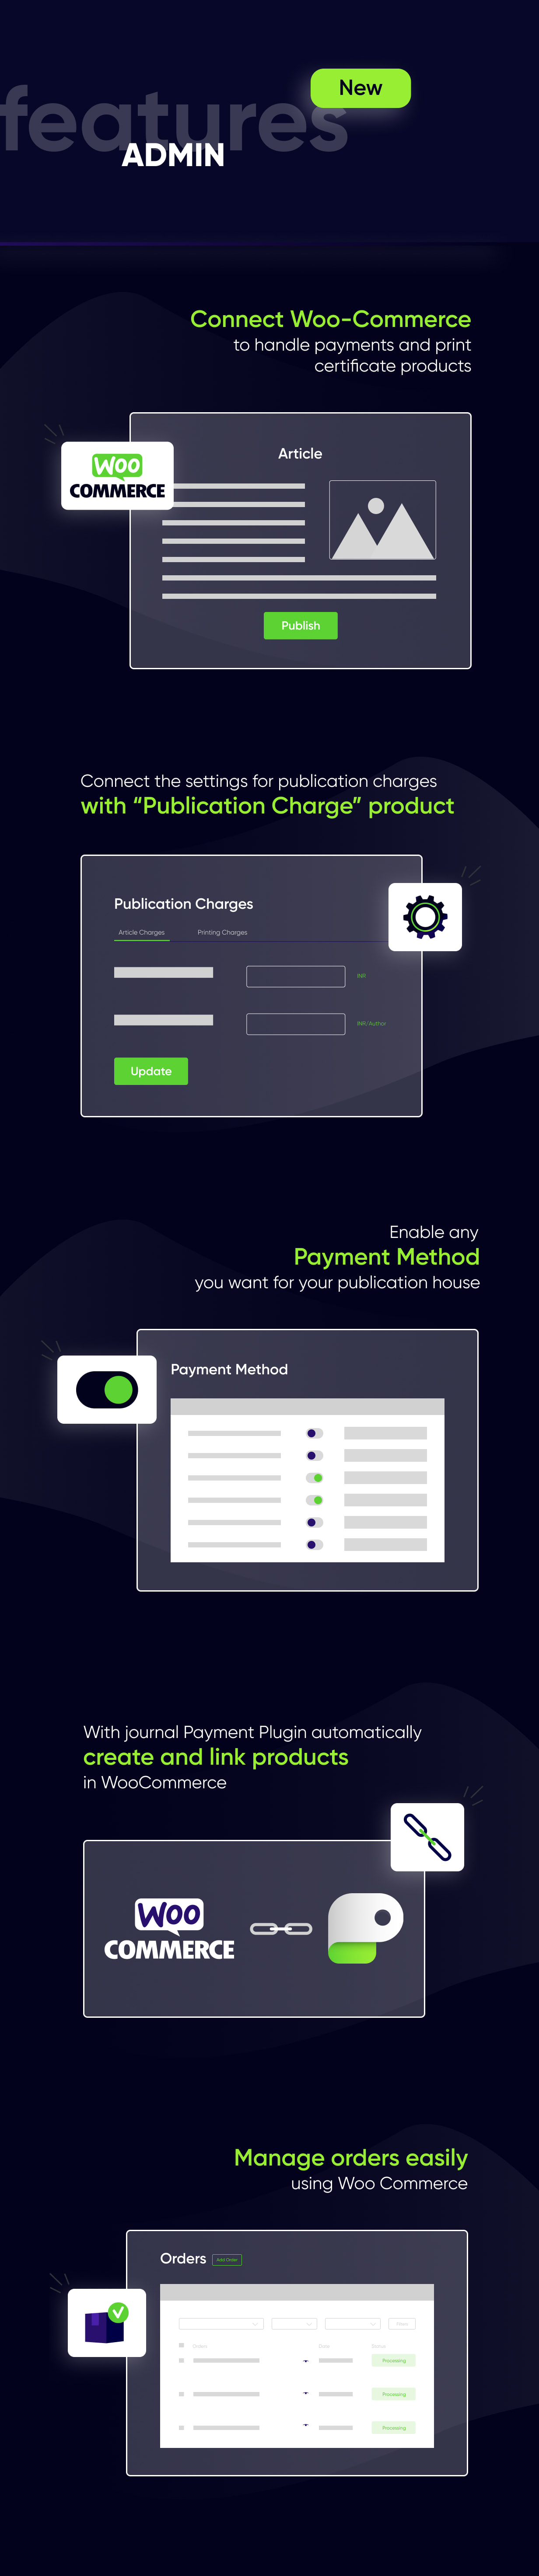 features
New
ADMIN
Connect Woo-Commerce
to handle payments and print
certificate products
WOO
COMMERCE
Article
Publish
Connect the settings for publication charges
with “Publication Charge” product
Publication Charges
Article Charges
Printing Charges
INR
INR/Author
Update
Enable any
Payment Method
you want for your publication house
Payment Method
With journal Payment Plugin automatically
create and link products
in WooCommerce
WOO
COMMERCE
Manage orders easily
using Woo Commerce
Orders
Add Order
Orders
Date
Status
Processing
Processing
Processing